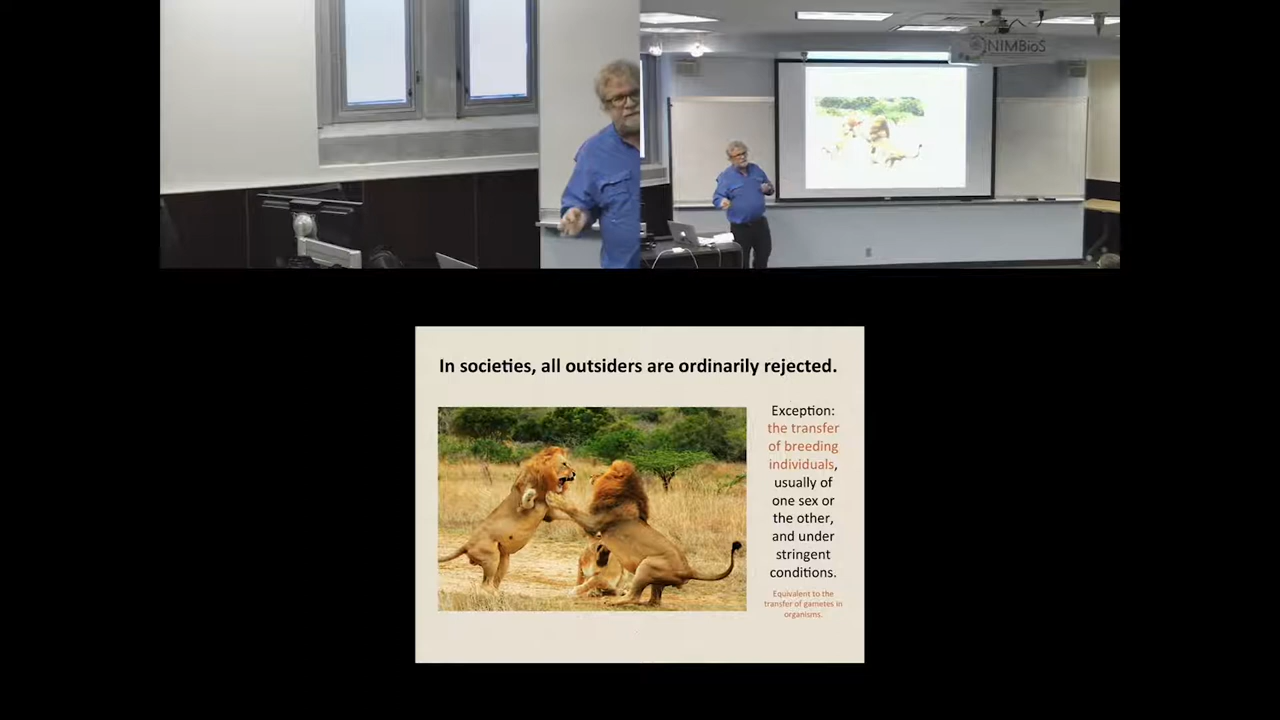 NIMBioS
In societies, all outsiders are ordinarily rejected.
Exception:
the transfer
of breeding
individuals,
usually of
one sex or
the other,
and under
stringent
conditions.
Equivalent to the
transfer of gametes in
organisms.